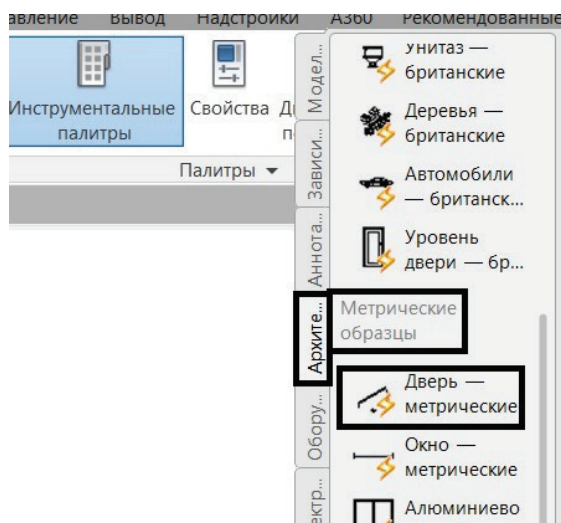 авление Вывод Надстройки A360 Рекомендованные
Инструментальные
палитры
Свойства
Палитры
Модел...
Зависи...
Аннота...
Архите...
Обору...
Унитаз —
британские
Деревья —
британские
Автомобили
— британск...
Уровень
двери — бр...
Метрические
образцы
Дверь —
метрические
Окно —
метрические
Алюминиево